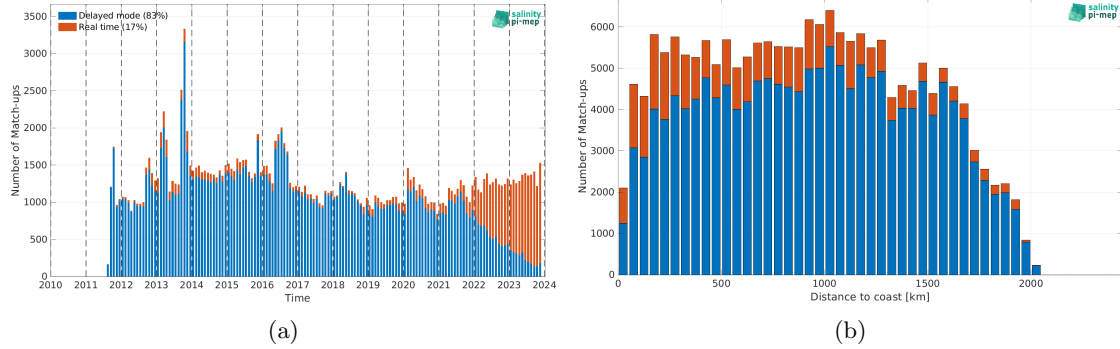 3500
3000
2500
2000
1500
1000
500
0
Number of Match-ups
Delayed mode (83%)
Real time (17%)
salinity
pi-mep
2010 2011 2012 2013 2014 2015 2016 2017 2018 2019 2020 2021 2022 2023 2024
Time
(a)
6000
5000
4000
3000
2000
1000
0
Number of Match-ups
salinity
pi-mep
0 500 1000 1500 2000
Distance to coast [km]
(b)